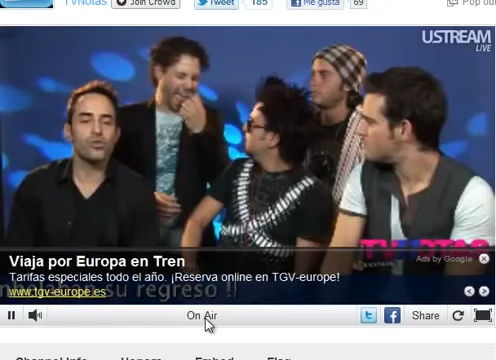 TVNotas Join Crowd Tweet 185 Me gusta 69 Pop out
USTREAM
LIVE
Viaja por Europa en Tren
Ads by Google
Tarifas especiales todo el año. ¡Reserva online en TGV-europe!
www.tgv-europe.es
su regreso !!
On Air
Share
Channel Info Honors Embed Flag